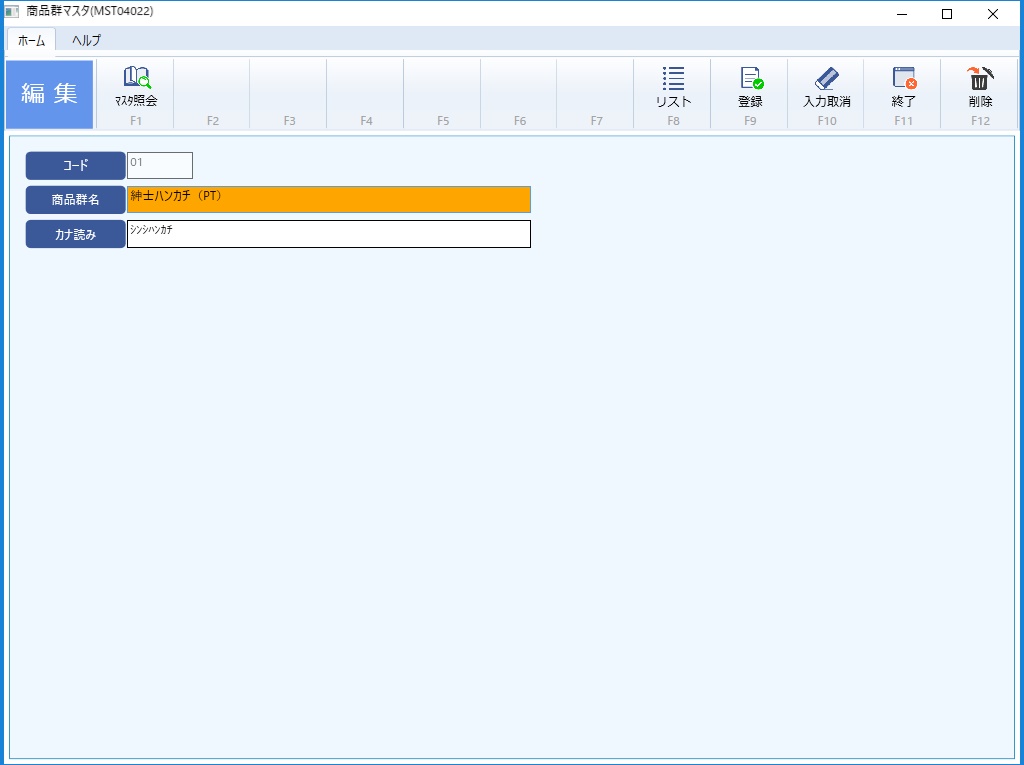 商品群マスタ(MST04022)
ホーム ヘルプ
編 集
ﾏｽﾀ照会 リスト 登録 入力取消 終了 削除
F1 F2 F3 F4 F5 F6 F7 F8 F9 F10 F11 F12
コード 01
商品群名 紳士ハンカチ（PT）
カナ読み ｼﾝｼﾊﾝｶﾁ